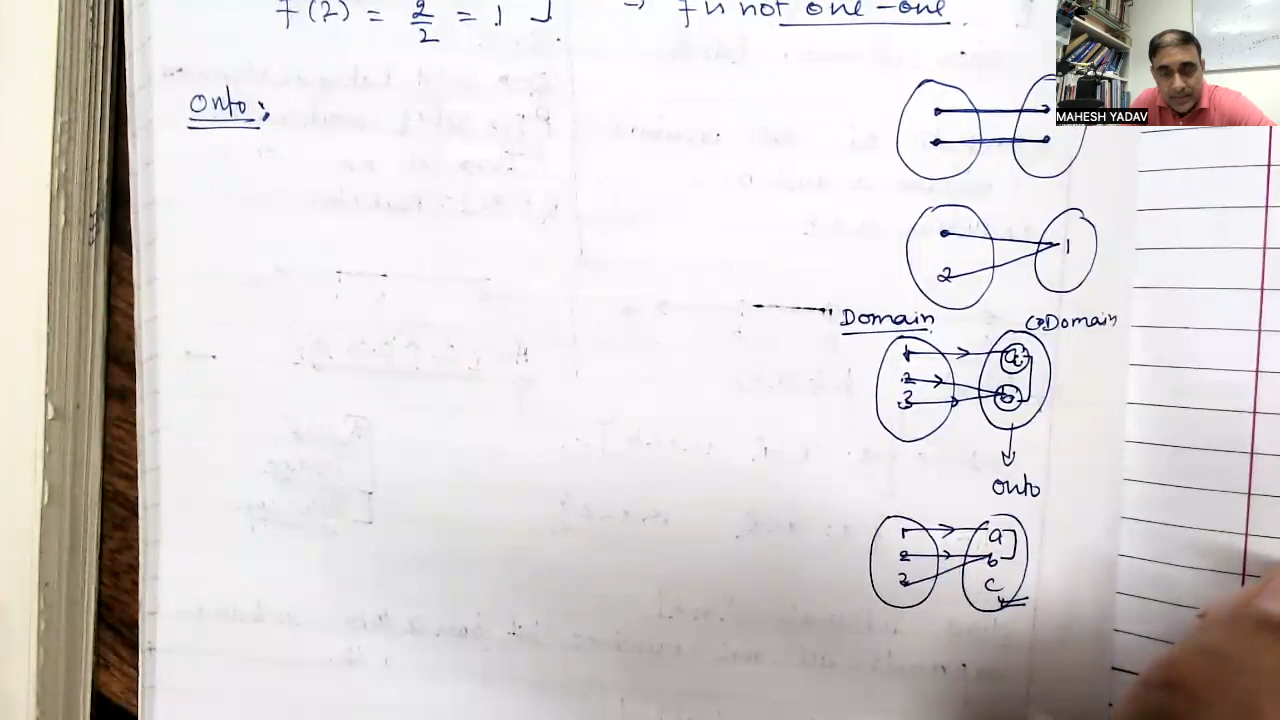 f(2) = 2/2 = 1 ⇒ f is not one-one.
Onto:
MAHESH YADAV
2 1
Domain CoDomain
1 a
2
3 b
onto
1 a
2 b
3 c